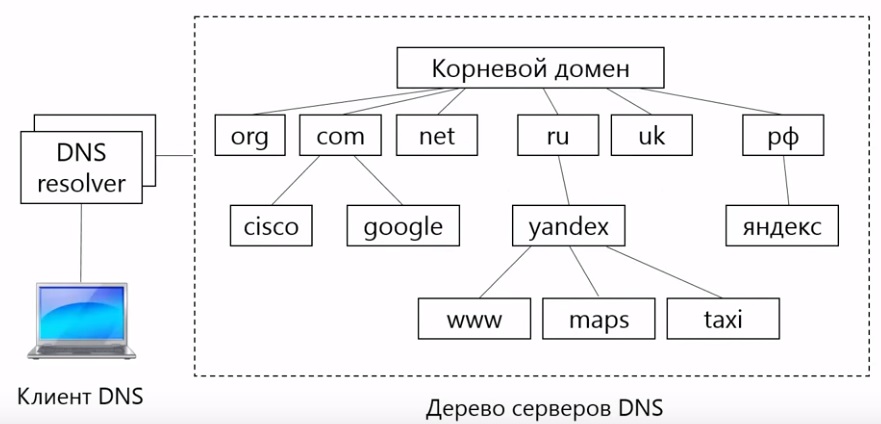 Корневой домен
org
com
net
ru
uk
рф
DNS
resolver
cisco
google
yandex
яндекс
www
maps
taxi
Клиент DNS
Дерево серверов DNS